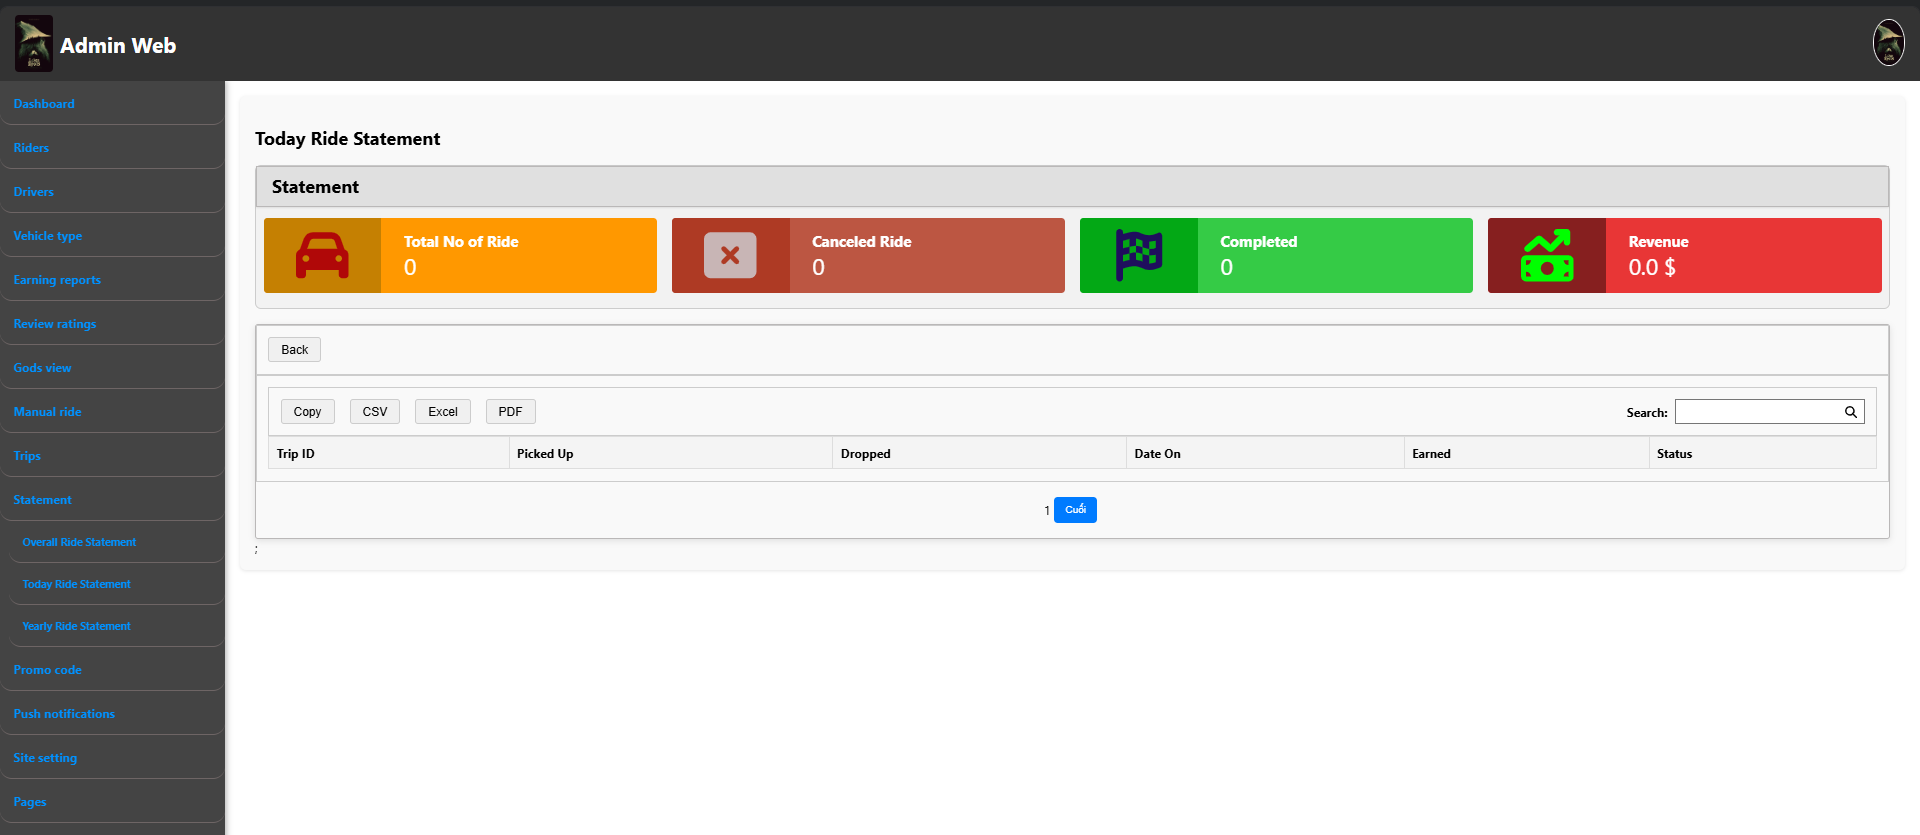 Admin Web
Dashboard
Riders
Drivers
Vehicle type
Earning reports
Review ratings
Gods view
Manual ride
Trips
Statement
Overall Ride Statement
Today Ride Statement
Yearly Ride Statement
Promo code
Push notifications
Site setting
Pages
Today Ride Statement
Statement
Total No of Ride
0
Canceled Ride
0
Completed
0
Revenue
0.0 $
Back
Copy CSV Excel PDF Search:
Trip ID Picked Up Dropped Date On Earned Status
1 Cuối
;